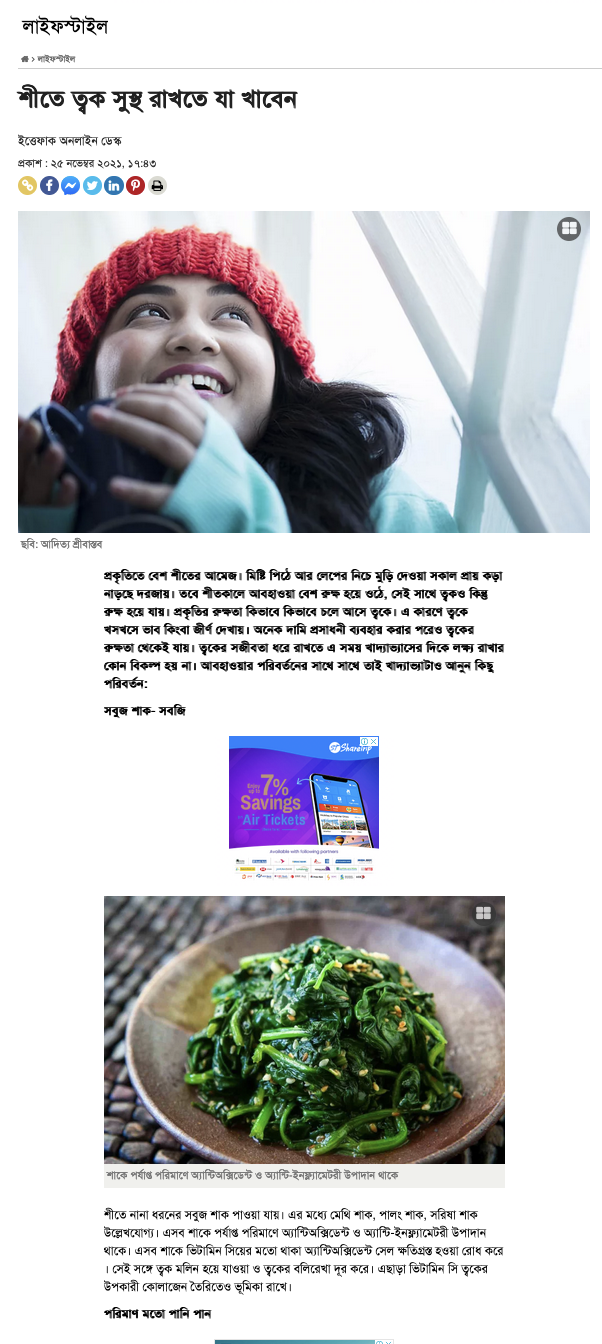 লাইফস্টাইল
লাইফস্টাইল
শীতে ত্বক সুস্থ রাখতে যা খাবেন
ইত্তেফাক অনলাইন ডেস্ক
প্রকাশ : ২৫ নভেম্বর ২০২১, ১৭:৪৩
ছবি: আদিত্য শ্রীবাস্তব
প্রকৃতিতে বেশ শীতের আমেজ। মিষ্টি পিঠে আর লেপের নিচে মুড়ি দেওয়া সকাল প্রায় কড়া
নাড়ছে দরজায়। তবে শীতকালে আবহাওয়া বেশ রুক্ষ হয়ে ওঠে, সেই সাথে ত্বকও কিন্তু
রুক্ষ হয়ে যায়। প্রকৃতির রুক্ষতা কিভাবে কিভাবে চলে আসে ত্বকে। এ কারণে ত্বকে
খসখসে ভাব কিংবা জীর্ণ দেখায়। অনেক দামি প্রসাধনী ব্যবহার করার পরেও ত্বকের
রুক্ষতা থেকেই যায়। ত্বকের সজীবতা ধরে রাখতে এ সময় খাদ্যাভ্যাসের দিকে লক্ষ্য রাখার
কোন বিকল্প হয় না। আবহাওয়ার পরিবর্তনের সাথে সাথে তাই খাদ্যাভ্যাটাও আনুন কিছু
পরিবর্তন:
সবুজ শাক- সবজি
ST Sharetrip
Enjoy up to 7%
Savings
on Air Tickets
Available with following partners
শাকে পর্যাপ্ত পরিমাণে অ্যান্টিঅক্সিডেন্ট ও অ্যান্টি-ইনফ্ল্যামেটরী উপাদান থাকে
শীতে নানা ধরনের সবুজ শাক পাওয়া যায়। এর মধ্যে মেথি শাক, পালং শাক, সরিষা শাক
উল্লেখযোগ্য। এসব শাকে পর্যাপ্ত পরিমাণে অ্যান্টিঅক্সিডেন্ট ও অ্যান্টি-ইনফ্ল্যামেটরী উপাদান
থাকে। এসব শাকে ভিটামিন সিয়ের মতো থাকা অ্যান্টিঅক্সিডেন্ট সেল ক্ষতিগ্রস্ত হওয়া রোধ করে
। সেই সঙ্গে ত্বক মলিন হয়ে যাওয়া ও ত্বকের বলিরেখা দূর করে। এছাড়া ভিটামিন সি ত্বকের
উপকারী কোলাজেন তৈরিতেও ভূমিকা রাখে।
পরিমাণ মতো পানি পান